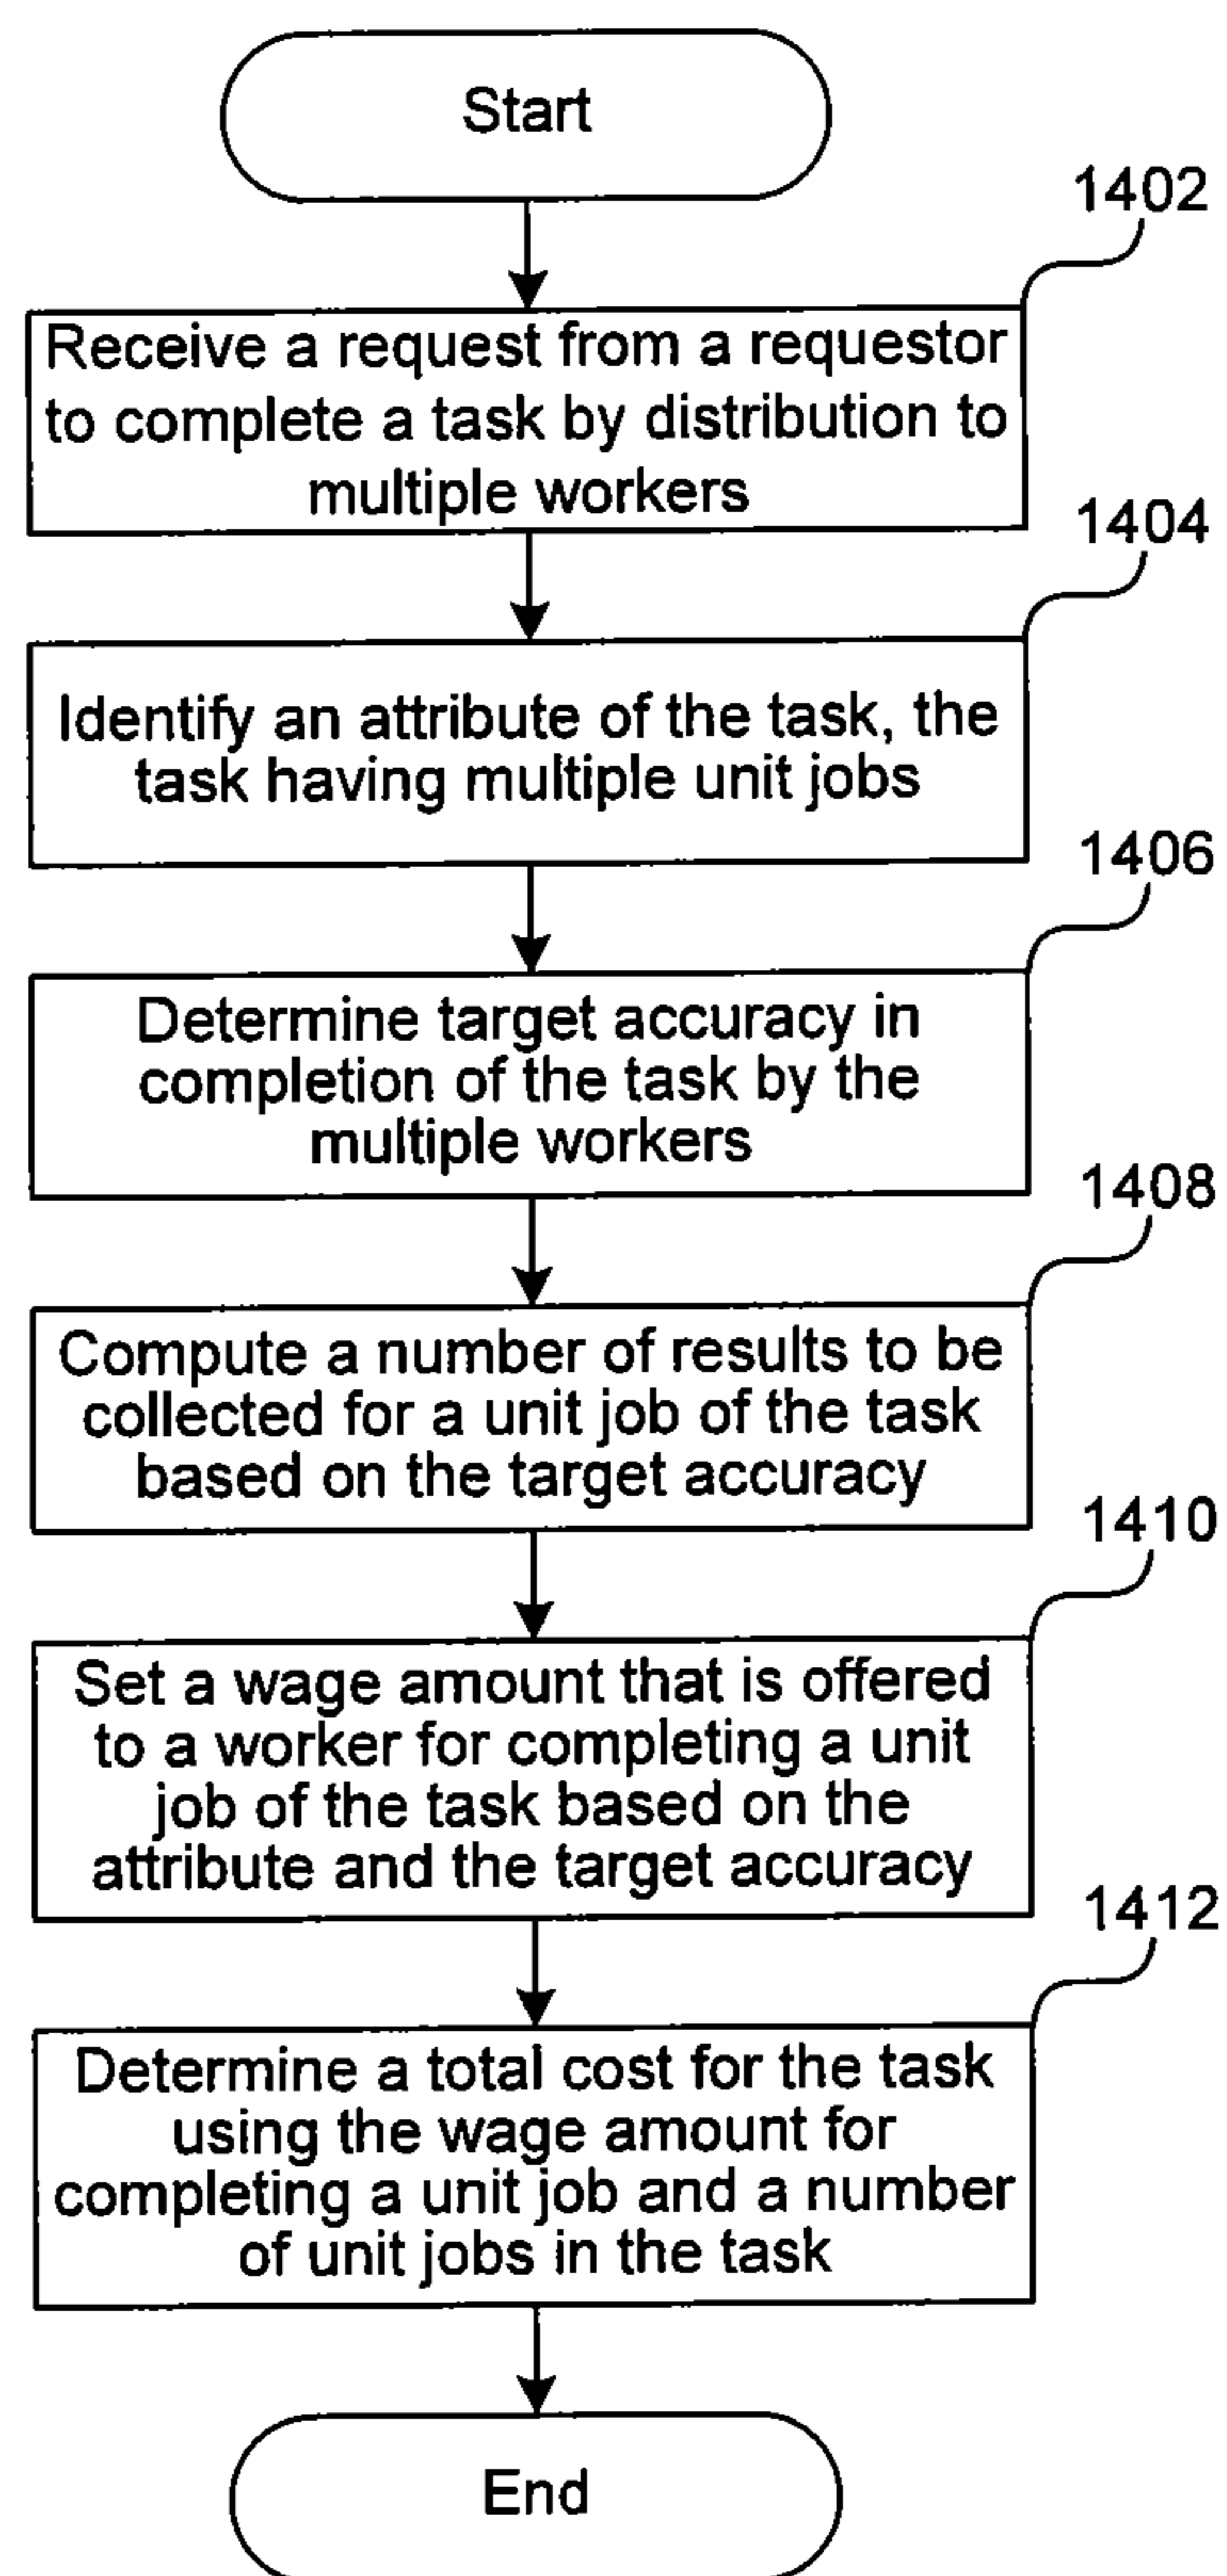 Start
1402
Receive a request from a requestor
to complete a task by distribution to
multiple workers
1404
Identify an attribute of the task, the
task having multiple unit jobs
1406
Determine target accuracy in
completion of the task by the
multiple workers
1408
Compute a number of results to be
collected for a unit job of the task
based on the target accuracy
1410
Set a wage amount that is offered
to a worker for completing a unit
job of the task based on the
attribute and the target accuracy
1412
Determine a total cost for the task
using the wage amount for
completing a unit job and a number
of unit jobs in the task
End